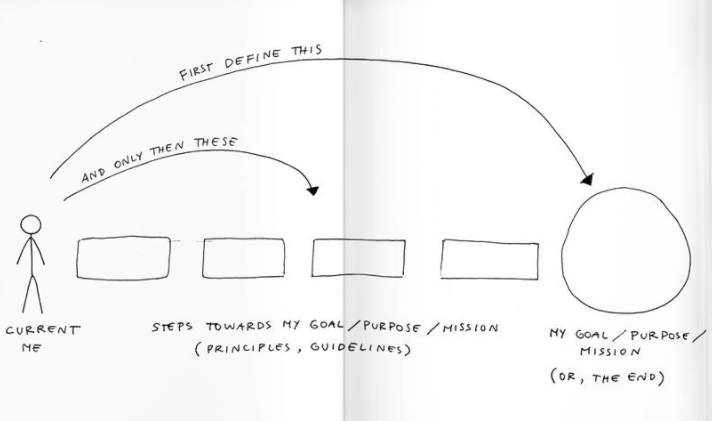 FIRST DEFINE THIS
AND ONLY THEN THESE
CURRENT
ME
STEPS TOWARDS MY GOAL/PURPOSE/MISSION
(PRINCIPLES, GUIDELINES)
MY GOAL/PURPOSE/
MISSION
(OR, THE END)